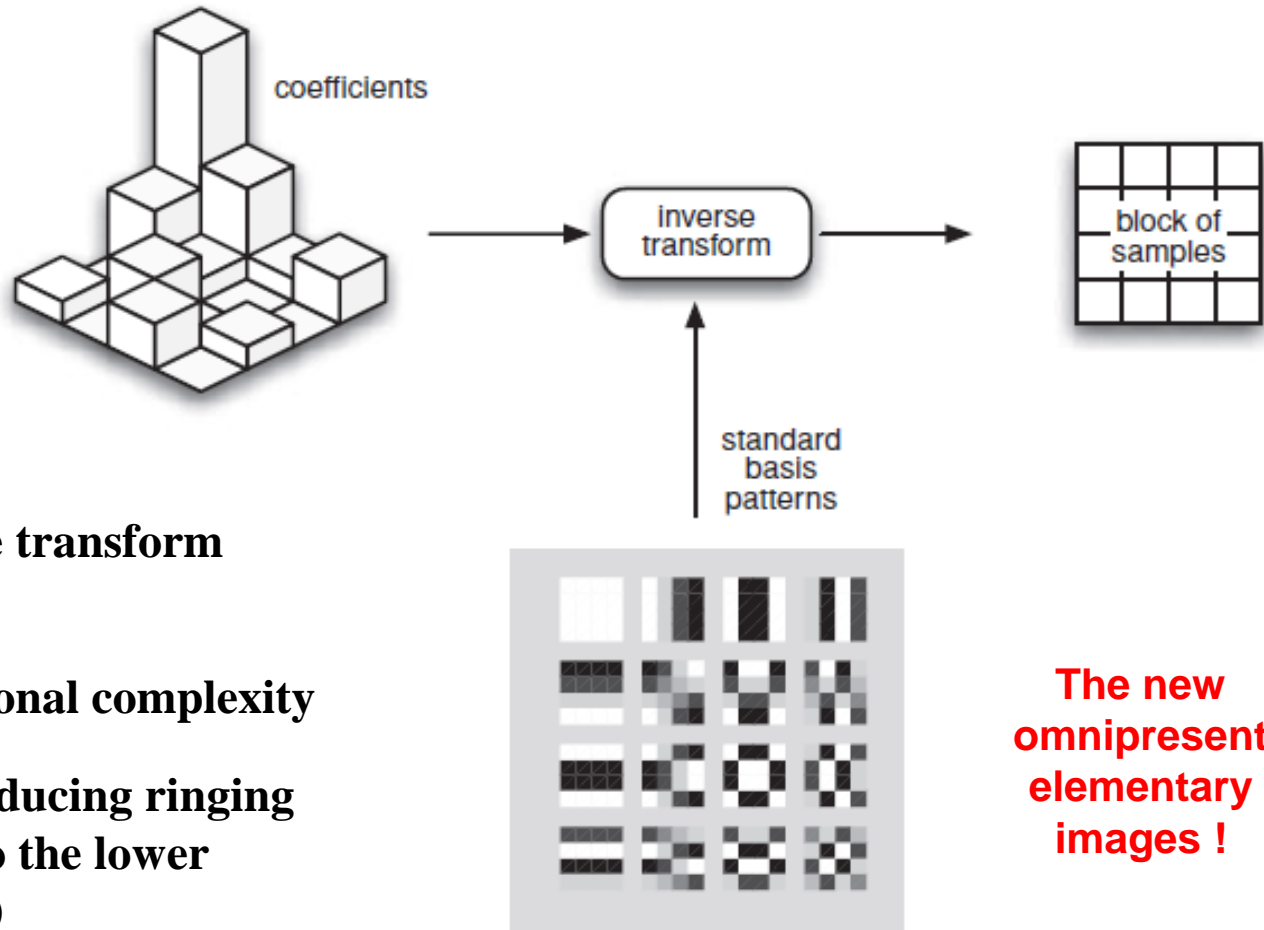 coefficients
inverse
transform
block of
samples
standard
basis
patterns
transform
onal complexity
ducing ringing
o the lower
)
The new
omnipresent
elementary
images !